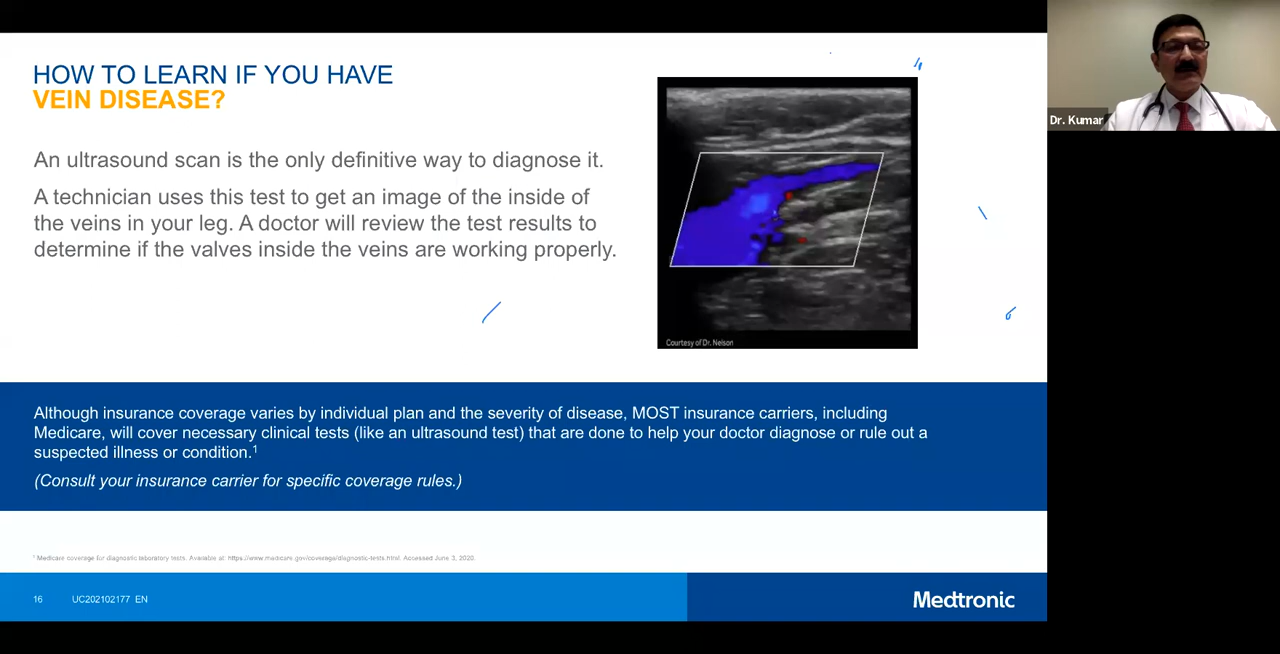 HOW TO LEARN IF YOU HAVE
VEIN DISEASE?
An ultrasound scan is the only definitive way to diagnose it.
A technician uses this test to get an image of the inside of
the veins in your leg. A doctor will review the test results to
determine if the valves inside the veins are working properly.
Courtesy of Dr. Nelson
Dr. Kumar
Although insurance coverage varies by individual plan and the severity of disease, MOST insurance carriers, including
Medicare, will cover necessary clinical tests (like an ultrasound test) that are done to help your doctor diagnose or rule out a
suspected illness or condition.1
(Consult your insurance carrier for specific coverage rules.)
1 Medicare coverage for diagnostic laboratory tests. Available at: https://www.medicare.gov/coverage/diagnostic-tests.html. Accessed June 3, 2020.
16 UC202102177 EN
Medtronic